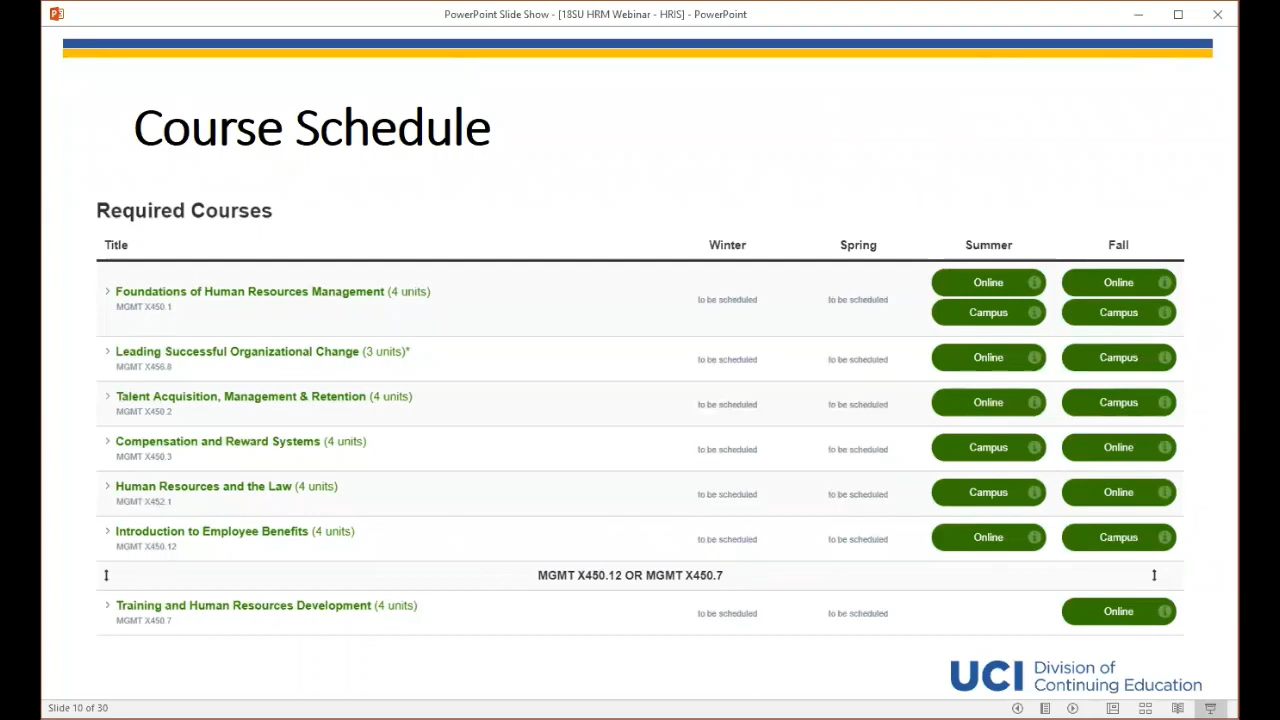 PowerPoint Slide Show - [18SU HRM Webinar - HRIS] - PowerPoint
Course Schedule
Required Courses
Title Winter Spring Summer Fall
Foundations of Human Resources Management (4 units)
MGMT X450.1
to be scheduled to be scheduled Online Online
Campus Campus
Leading Successful Organizational Change (3 units)*
MGMT X456.8
to be scheduled to be scheduled Online Campus
Talent Acquisition, Management & Retention (4 units)
MGMT X450.2
to be scheduled to be scheduled Online Campus
Compensation and Reward Systems (4 units)
MGMT X450.3
to be scheduled to be scheduled Campus Online
Human Resources and the Law (4 units)
MGMT X452.1
to be scheduled to be scheduled Campus Online
Introduction to Employee Benefits (4 units)
MGMT X450.12
to be scheduled to be scheduled Online Campus
MGMT X450.12 OR MGMT X450.7
Training and Human Resources Development (4 units)
MGMT X450.7
to be scheduled to be scheduled Online
UCI Division of
Continuing Education
Slide 10 of 30